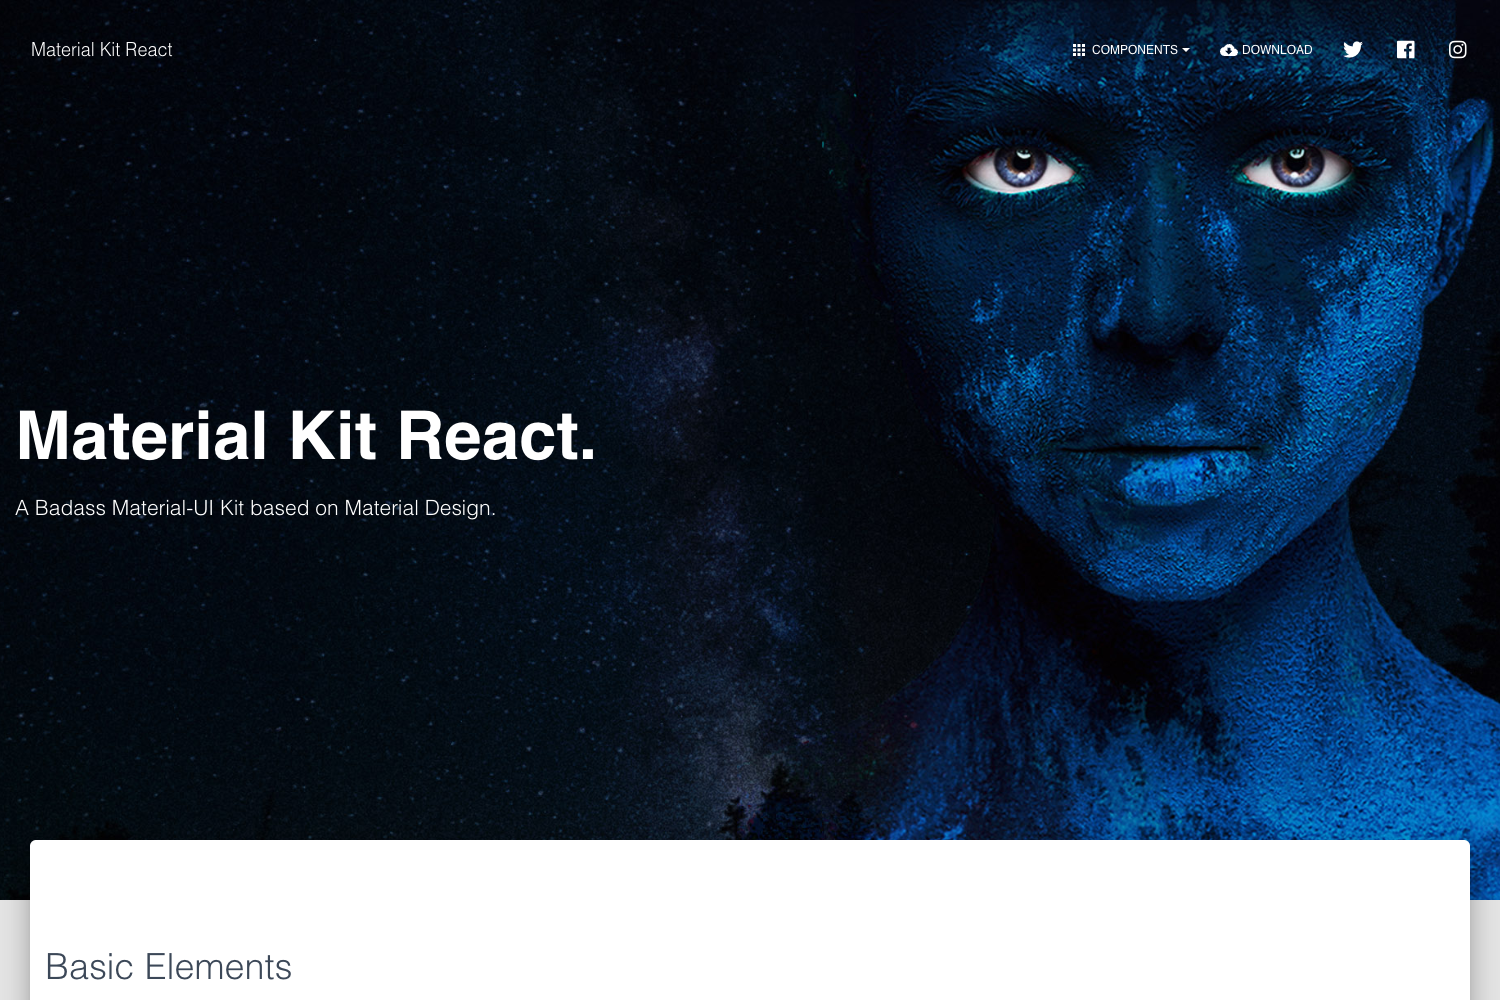 Material Kit React
COMPONENTS
DOWNLOAD
Material Kit React.
A Badass Material-UI Kit based on Material Design.
Basic Elements